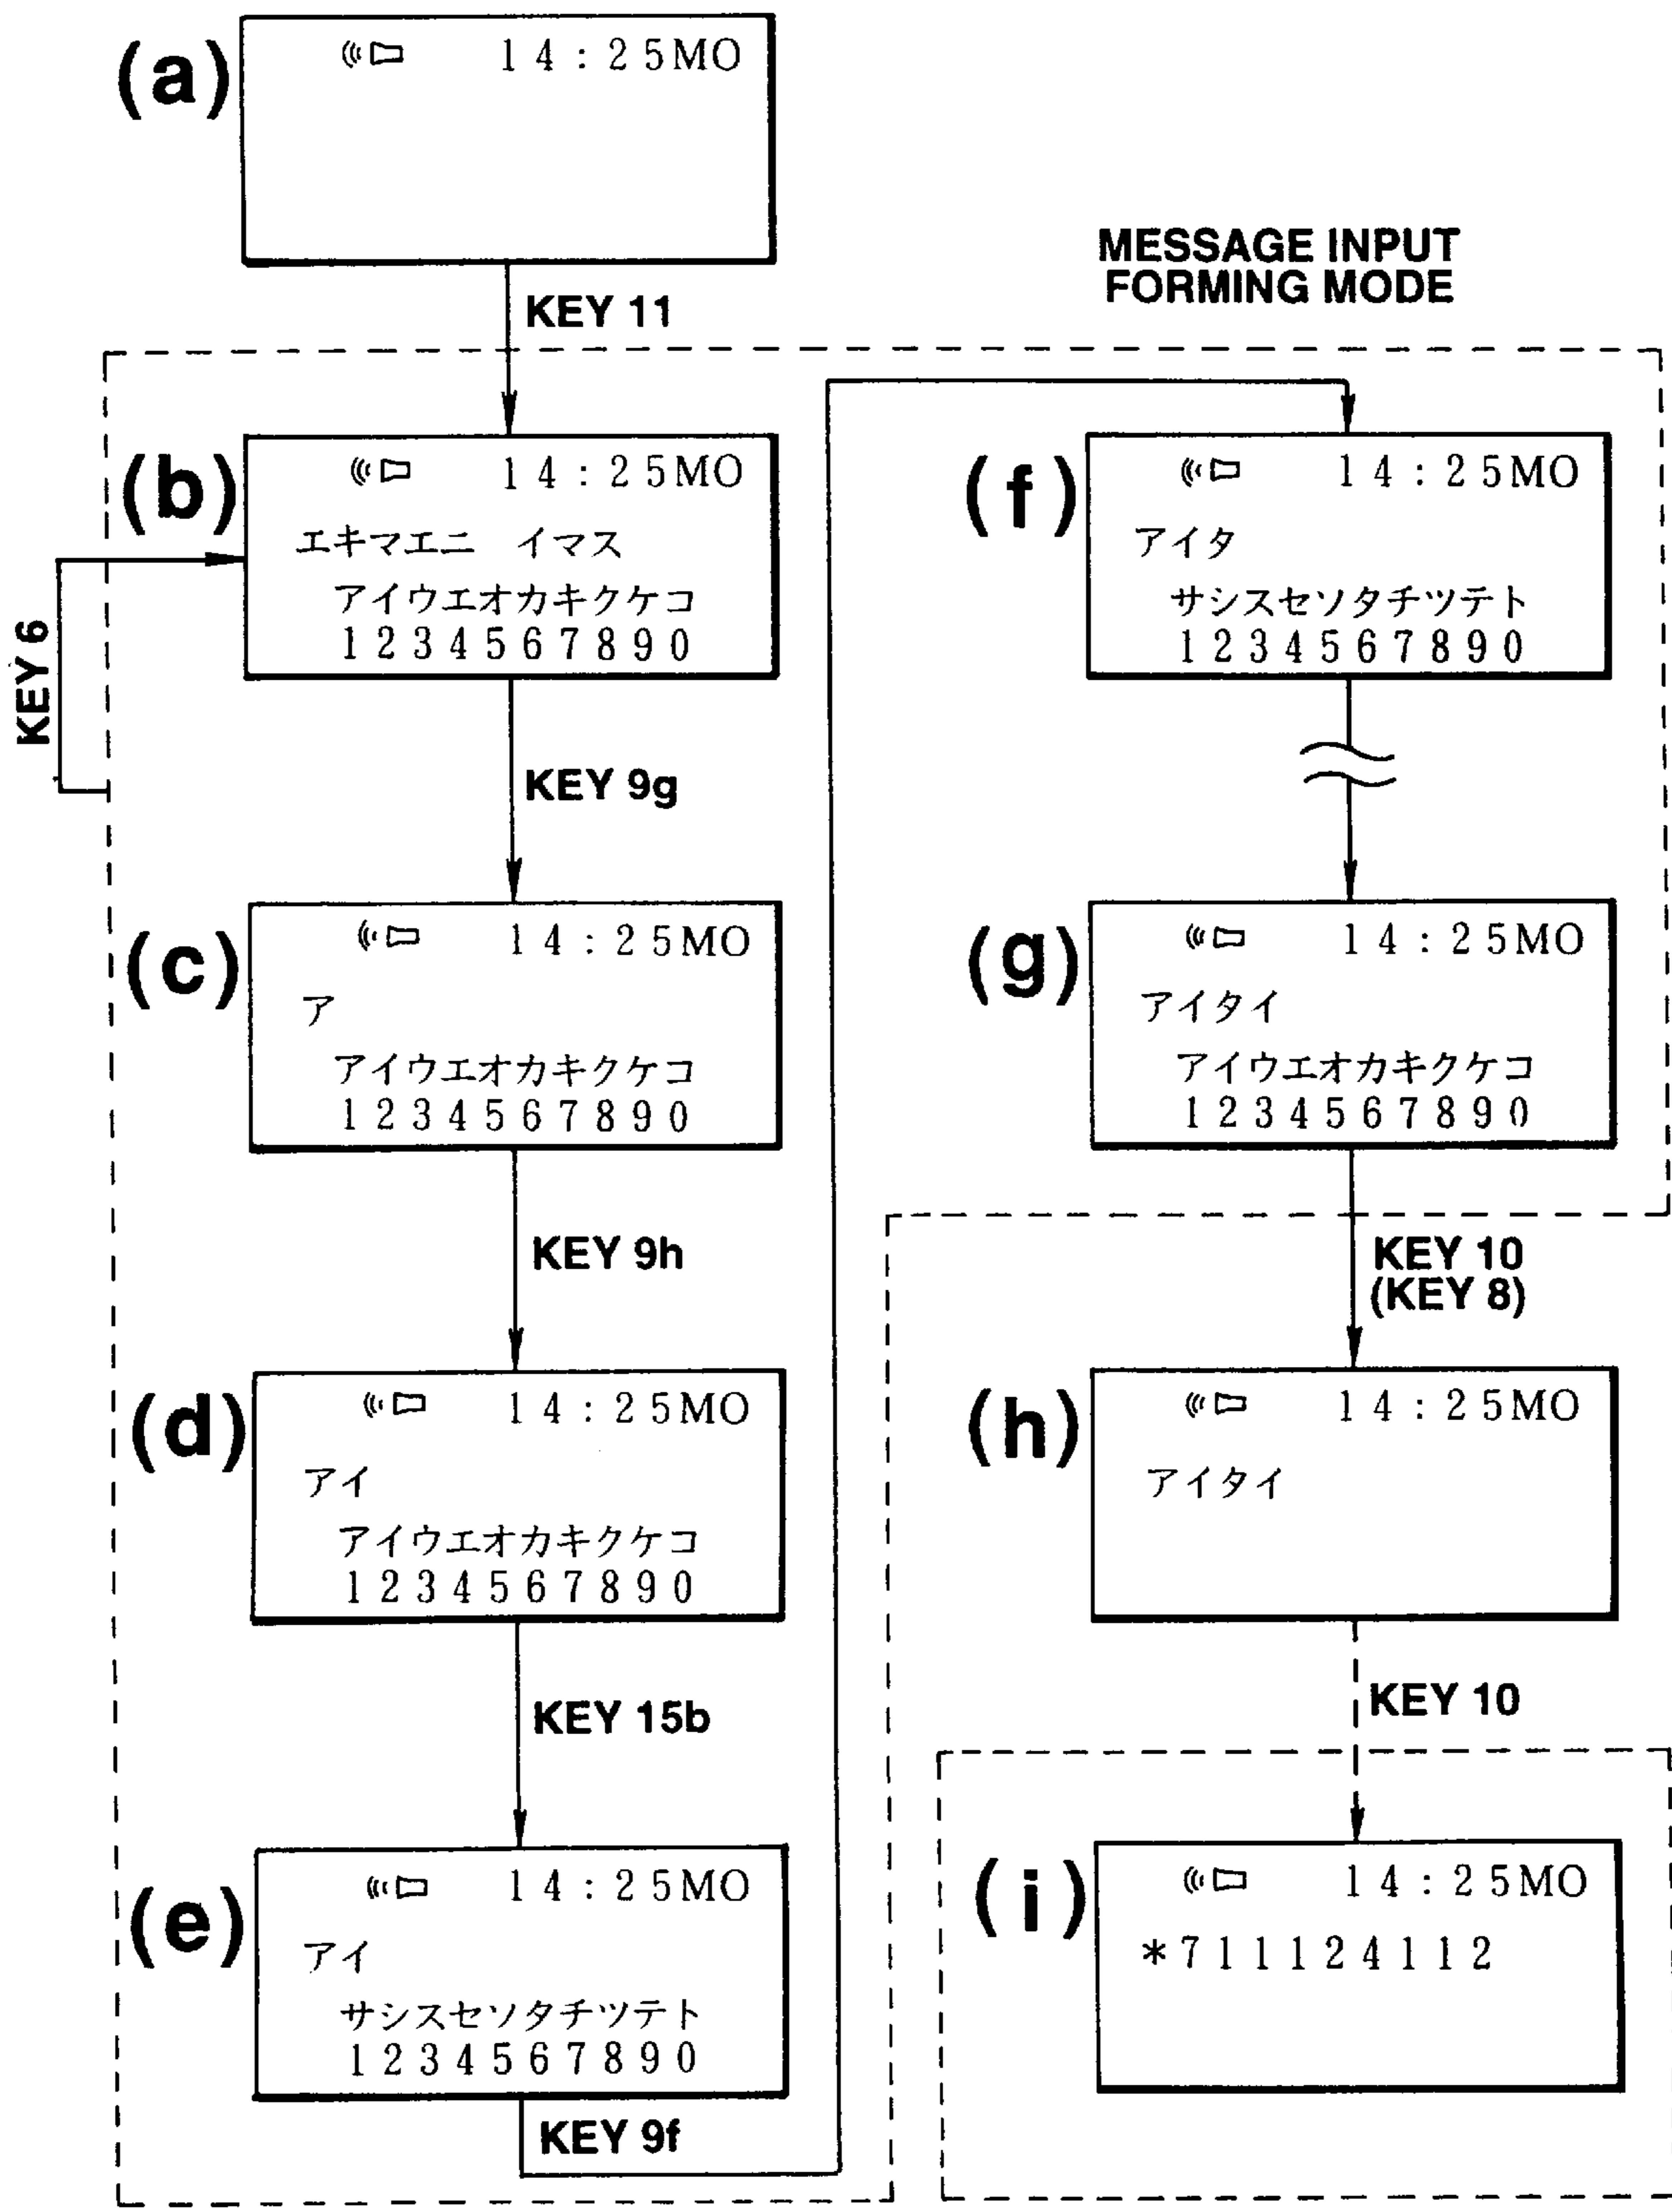 (a)
14:25MO
KEY 11
MESSAGE INPUT
FORMING MODE
(b)
14:25MO
エキマエニ イマス
アイウエオカキクケコ
1234567890
KEY 6
KEY 9g
(c)
14:25MO
ア
アイウエオカキクケコ
1234567890
KEY 9h
(d)
14:25MO
アイ
アイウエオカキクケコ
1234567890
KEY 15b
(e)
14:25MO
アイ
サシスセソタチツテト
1234567890
KEY 9f
(f)
14:25MO
アイタ
サシスセソタチツテト
1234567890
(g)
14:25MO
アイタイ
アイウエオカキクケコ
1234567890
KEY 10
(KEY 8)
(h)
14:25MO
アイタイ
KEY 10
(i)
14:25MO
*711124112